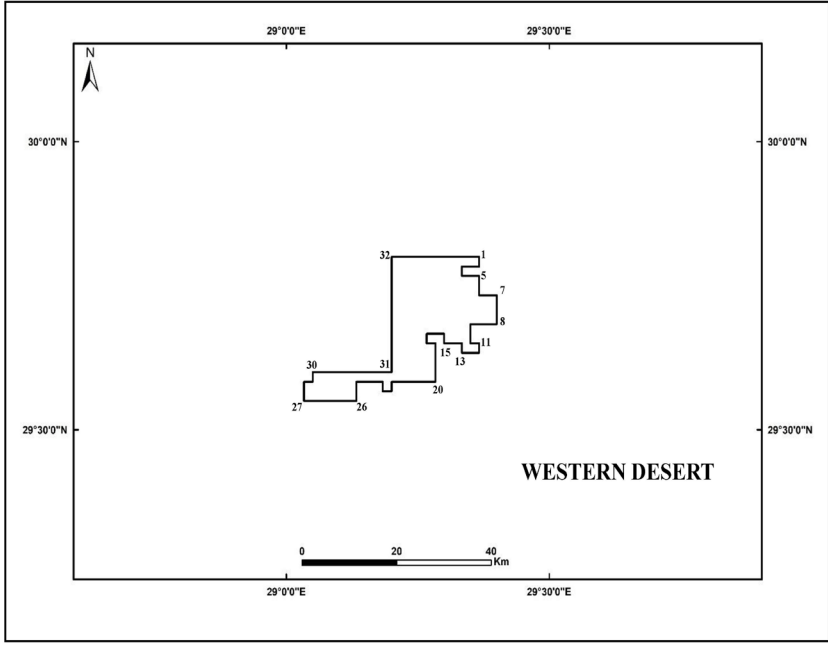 29°0'0"E 29°30'0"E
N
30°0'0"N 30°0'0"N
32 1
5
7
8
11
15 13
30 31
20
27 26
29°30'0"N 29°30'0"N
WESTERN DESERT
0 20 40
Km
29°0'0"E 29°30'0"E